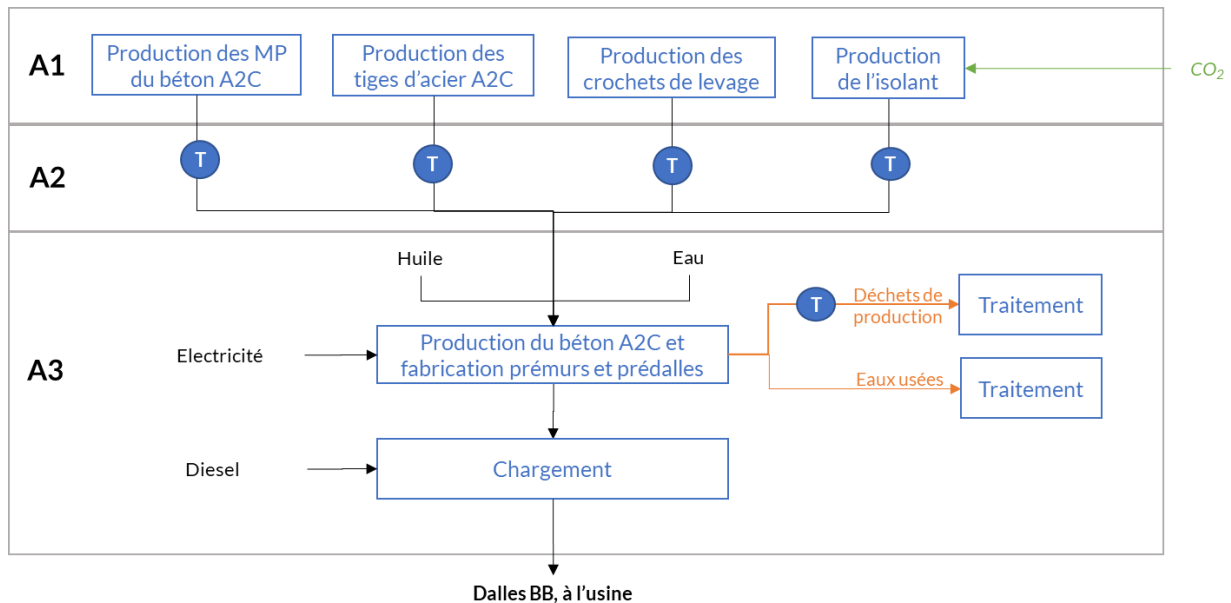 A1
Production des MP
du béton A2C
Production des
tiges d'acier A2C
Production des
crochets de levage
Production
de l'isolant
CO₂
A2
T
T
T
T
A3
Huile
Eau
Electricité
Production du béton A2C et
fabrication prémurs et prédalles
T
Déchets de
production
Traitement
Eaux usées
Traitement
Diesel
Chargement
Dalles BB, à l'usine